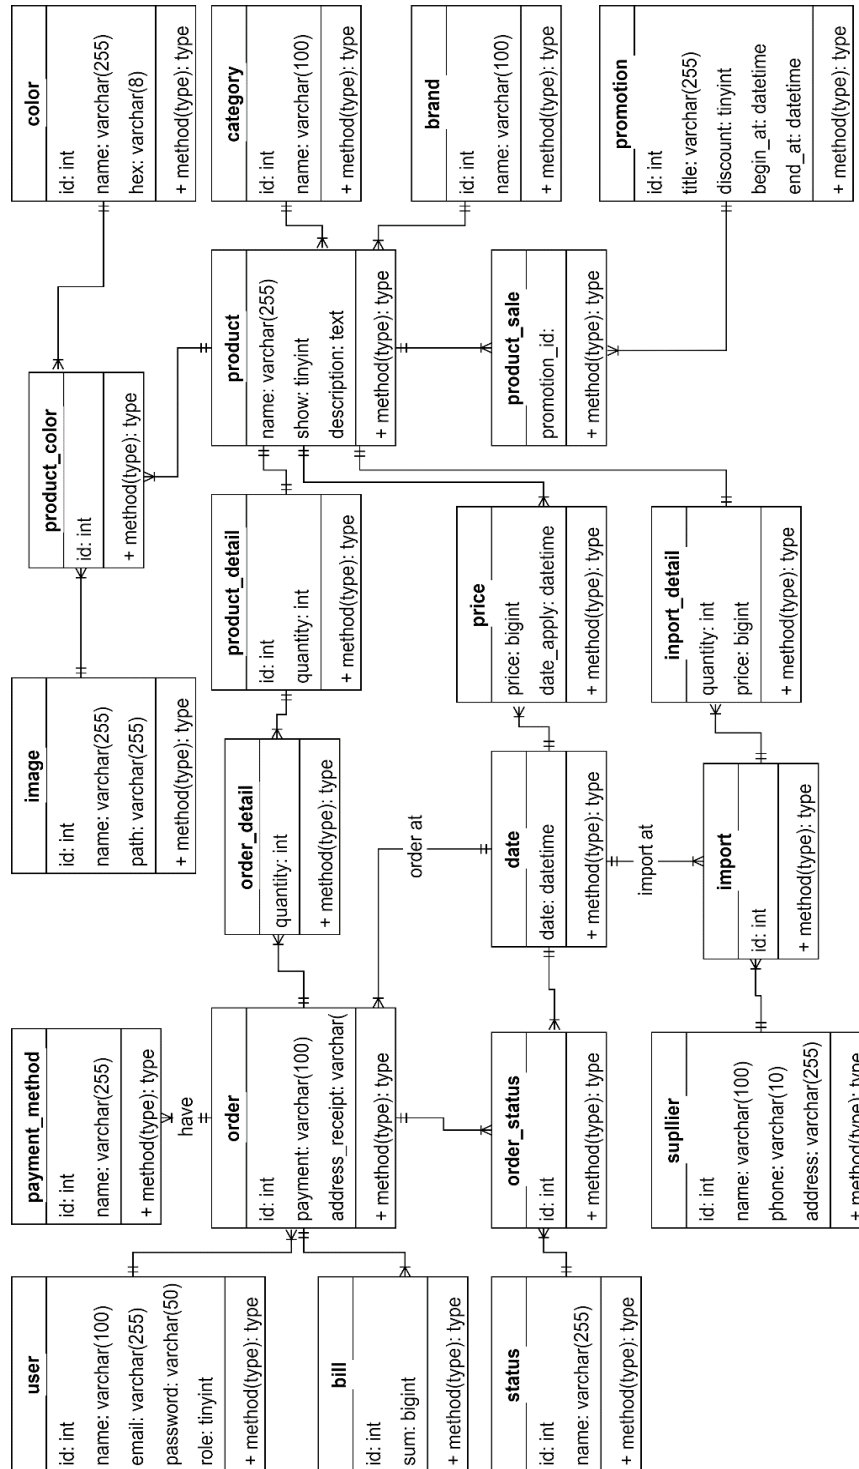 user
id: int
name: varchar(100)
email: varchar(255)
password: varchar(50)
role: tinyint
+ method(type): type
payment_method
id: int
name: varchar(255)
+ method(type): type
image
id: int
name: varchar(255)
path: varchar(255)
+ method(type): type
product_color
id: int
+ method(type): type
color
id: int
name: varchar(255)
hex: varchar(8)
+ method(type): type
have
bill
id: int
sum: bigint
+ method(type): type
order
id: int
payment: varchar(100)
address_receipt: varchar(
+ method(type): type
order_detail
quantity: int
+ method(type): type
product_detail
id: int
quantity: int
+ method(type): type
product
name: varchar(255)
show: tinyint
description: text
+ method(type): type
category
id: int
name: varchar(100)
+ method(type): type
order at
brand
id: int
name: varchar(100)
+ method(type): type
status
id: int
name: varchar(255)
+ method(type): type
order_status
id: int
+ method(type): type
date
date: datetime
+ method(type): type
price
price: bigint
date_apply: datetime
+ method(type): type
product_sale
promotion_id:
+ method(type): type
import at
supllier
id: int
name: varchar(100)
phone: varchar(10)
address: varchar(255)
+ method(type): type
import
id: int
+ method(type): type
inport_detail
quantity: int
price: bigint
+ method(type): type
promotion
id: int
title: varchar(255)
discount: tinyint
begin_at: datetime
end_at: datetime
+ method(type): type